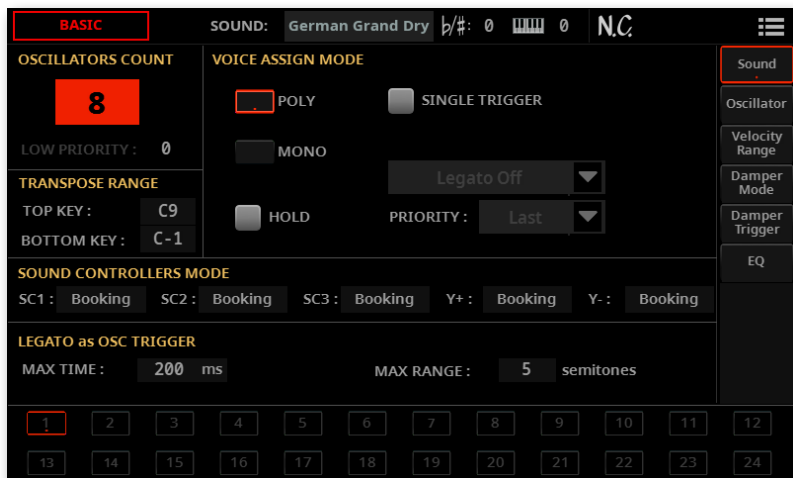 BASIC SOUND: German Grand Dry ♭/#: 0 0 N.C.
OSCILLATORS COUNT
8
LOW PRIORITY : 0
TRANSPOSE RANGE
TOP KEY : C9
BOTTOM KEY : C-1
VOICE ASSIGN MODE
POLY SINGLE TRIGGER
MONO
Legato Off
HOLD PRIORITY : Last
SOUND CONTROLLERS MODE
SC1 : Booking SC2 : Booking SC3 : Booking Y+ : Booking Y- : Booking
LEGATO as OSC TRIGGER
MAX TIME : 200 ms MAX RANGE : 5 semitones
Sound
Oscillator
Velocity
Range
Damper
Mode
Damper
Trigger
EQ
1 2 3 4 5 6 7 8 9 10 11 12
13 14 15 16 17 18 19 20 21 22 23 24